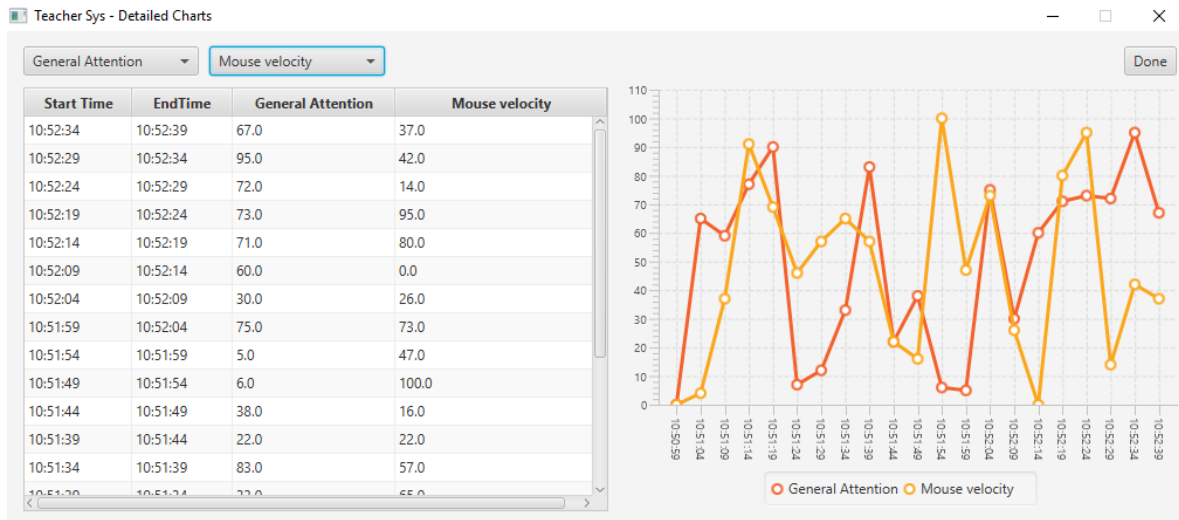 Teacher Sys - Detailed Charts
General Attention Mouse velocity Done
Start Time EndTime General Attention Mouse velocity
10:52:34 10:52:39 67.0 37.0
10:52:29 10:52:34 95.0 42.0
10:52:24 10:52:29 72.0 14.0
10:52:19 10:52:24 73.0 95.0
10:52:14 10:52:19 71.0 80.0
10:52:09 10:52:14 60.0 0.0
10:52:04 10:52:09 30.0 26.0
10:51:59 10:52:04 75.0 73.0
10:51:54 10:51:59 5.0 47.0
10:51:49 10:51:54 6.0 100.0
10:51:44 10:51:49 38.0 16.0
10:51:39 10:51:44 22.0 22.0
10:51:34 10:51:39 83.0 57.0
10:51:29 10:51:34 33.0 65.0
110
100
90
80
70
60
50
40
30
20
10
0
10:50:59
10:51:04
10:51:09
10:51:14
10:51:19
10:51:24
10:51:29
10:51:34
10:51:39
10:51:44
10:51:49
10:51:54
10:51:59
10:52:04
10:52:09
10:52:14
10:52:19
10:52:24
10:52:29
10:52:34
10:52:39
General Attention Mouse velocity